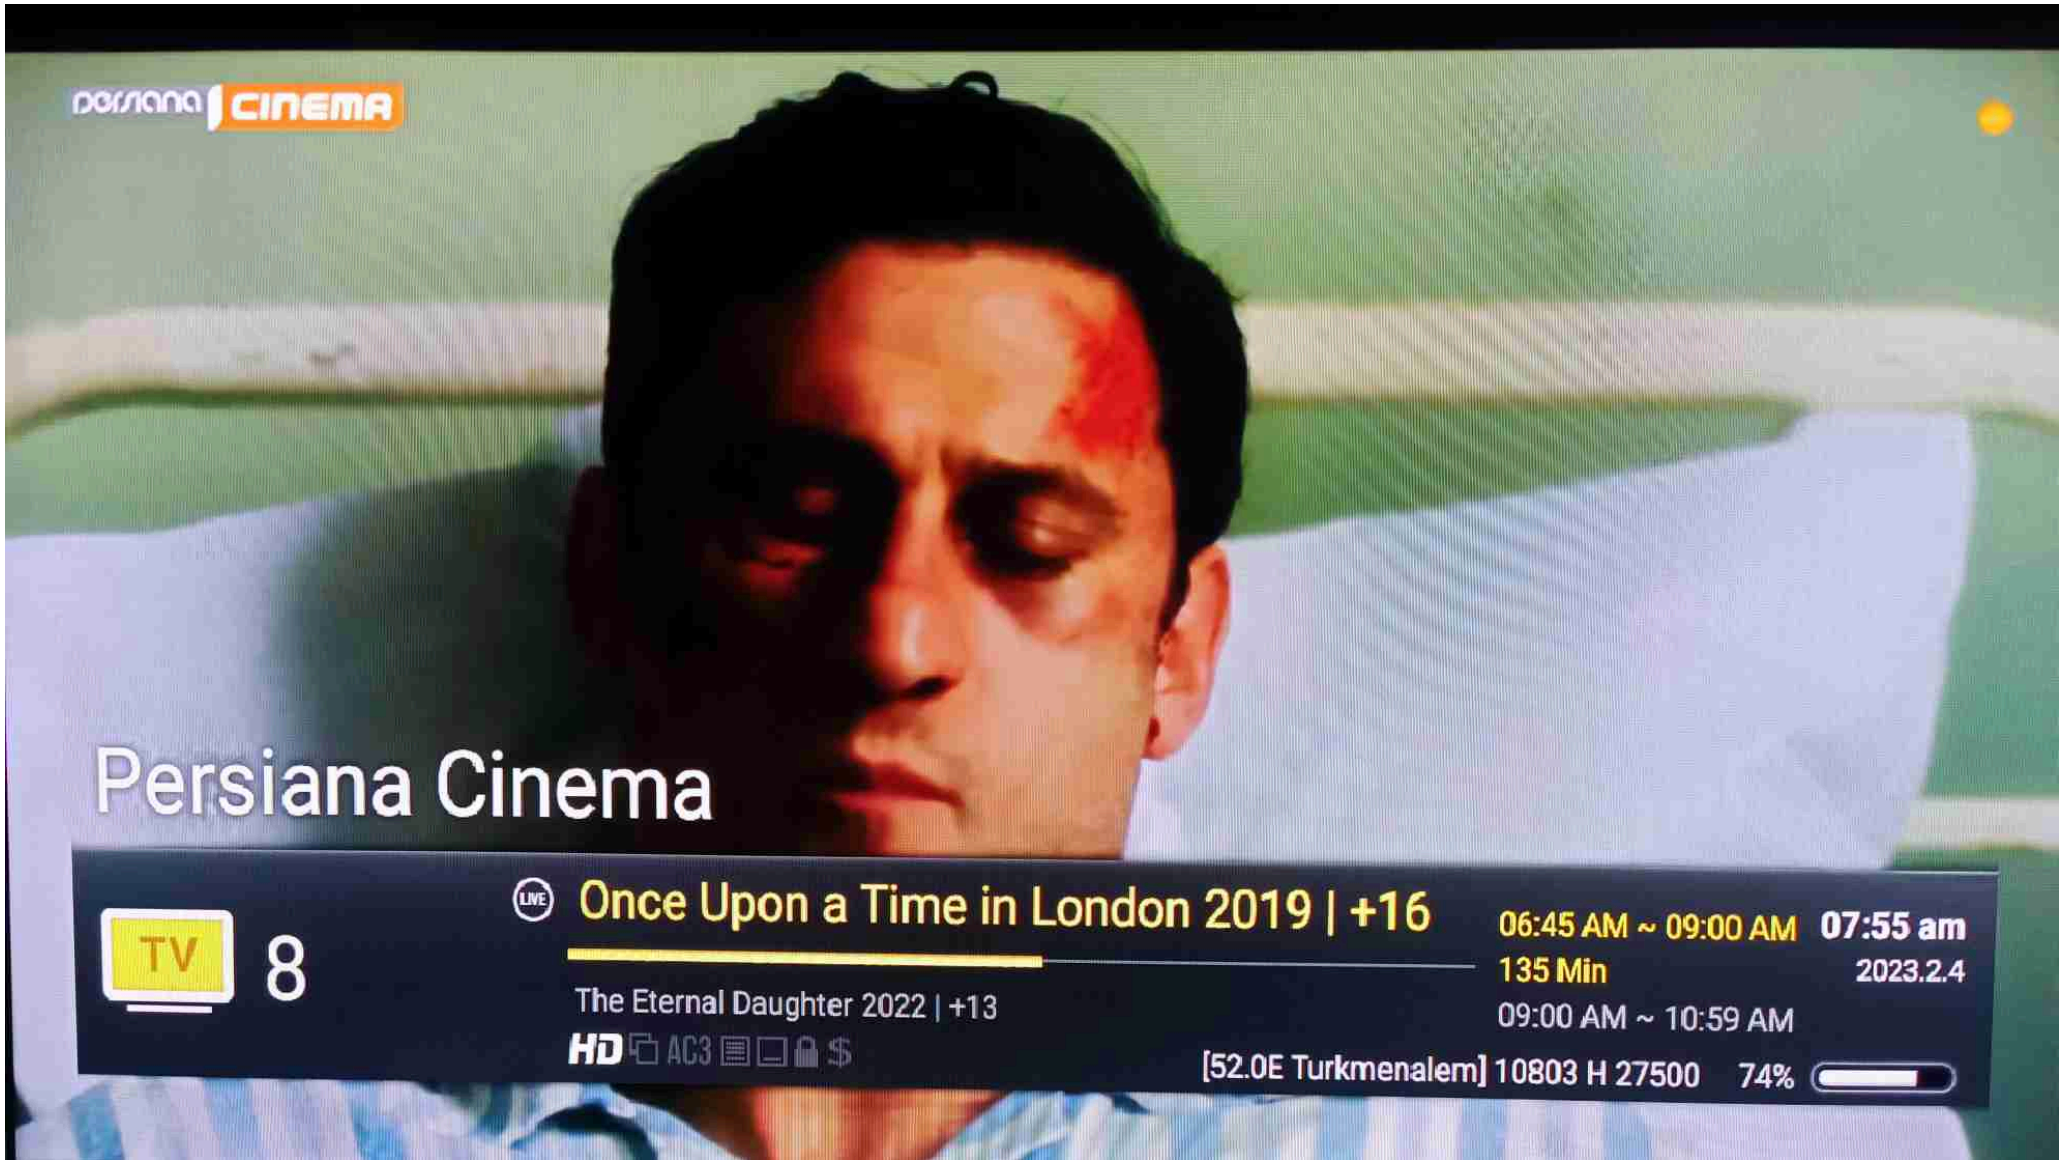 persiana CINEMA
Persiana Cinema
TV 8
LIVE Once Upon a Time in London 2019 | +16
06:45 AM ~ 09:00 AM 07:55 am
135 Min 2023.2.4
The Eternal Daughter 2022 | +13
09:00 AM ~ 10:59 AM
HD AC3 $
[52.0E Turkmenalem] 10803 H 27500 74%